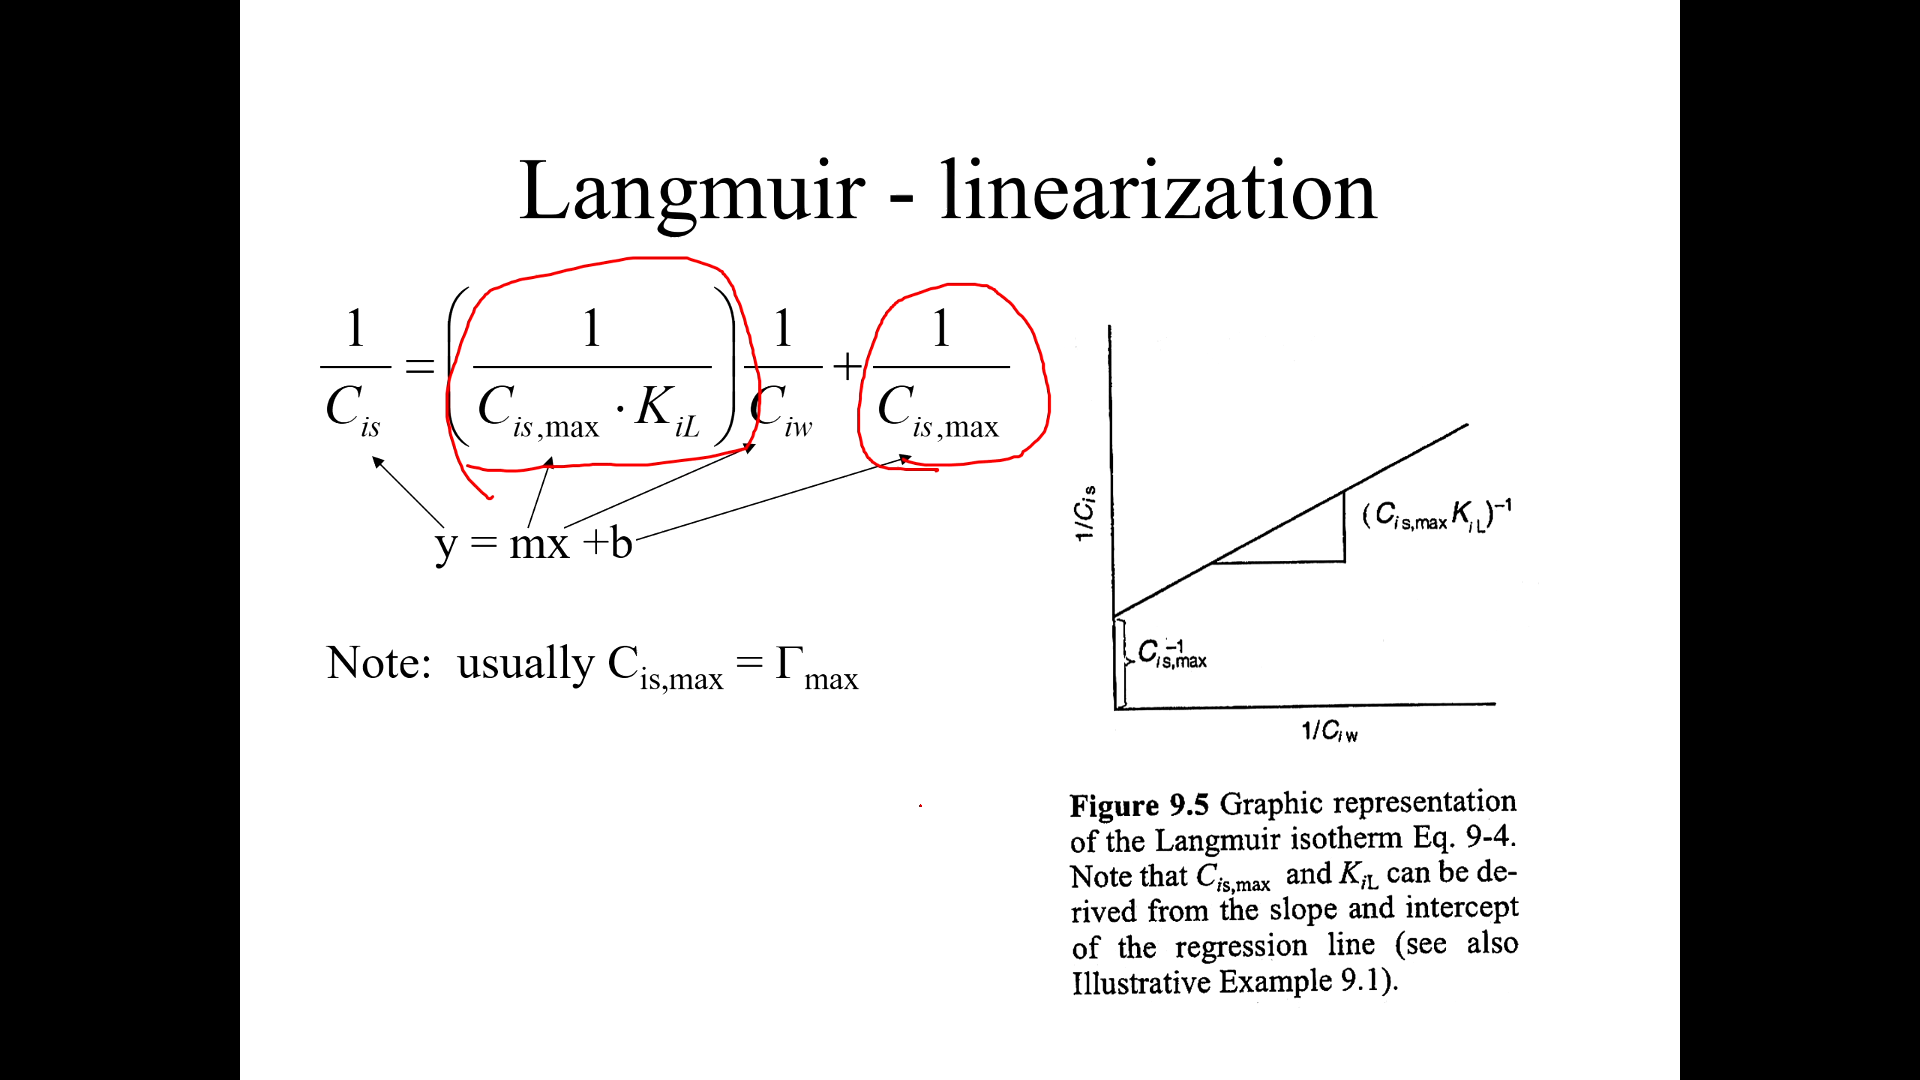 Langmuir - linearization
1/C_is = (1/(C_is,max · K_iL)) 1/C_iw + 1/C_is,max
y = mx +b
Note: usually C_is,max = Γ_max
1/C_is
(C_is,max K_iL)^-1
C_is,max^-1
1/C_iw
Figure 9.5 Graphic representation
of the Langmuir isotherm Eq. 9-4.
Note that C_is,max and K_iL can be de-
rived from the slope and intercept
of the regression line (see also
Illustrative Example 9.1).